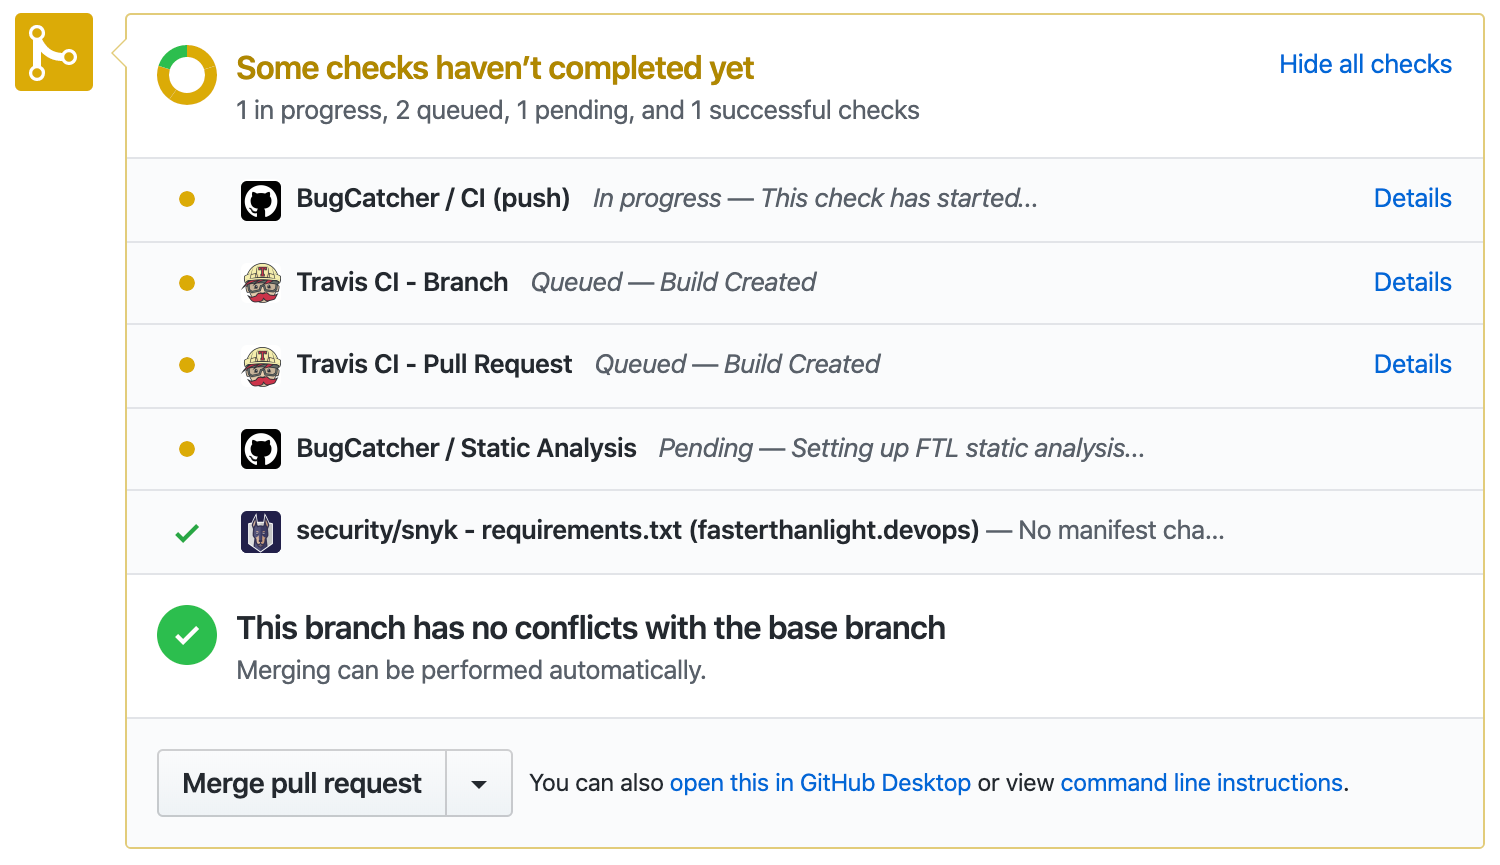 Some checks haven’t completed yet
Hide all checks
1 in progress, 2 queued, 1 pending, and 1 successful checks
BugCatcher / CI (push) In progress — This check has started... Details
Travis CI - Branch Queued — Build Created Details
Travis CI - Pull Request Queued — Build Created Details
BugCatcher / Static Analysis Pending — Setting up FTL static analysis...
security/snyk - requirements.txt (fasterthanlight.devops) — No manifest cha...
This branch has no conflicts with the base branch
Merging can be performed automatically.
Merge pull request You can also open this in GitHub Desktop or view command line instructions.